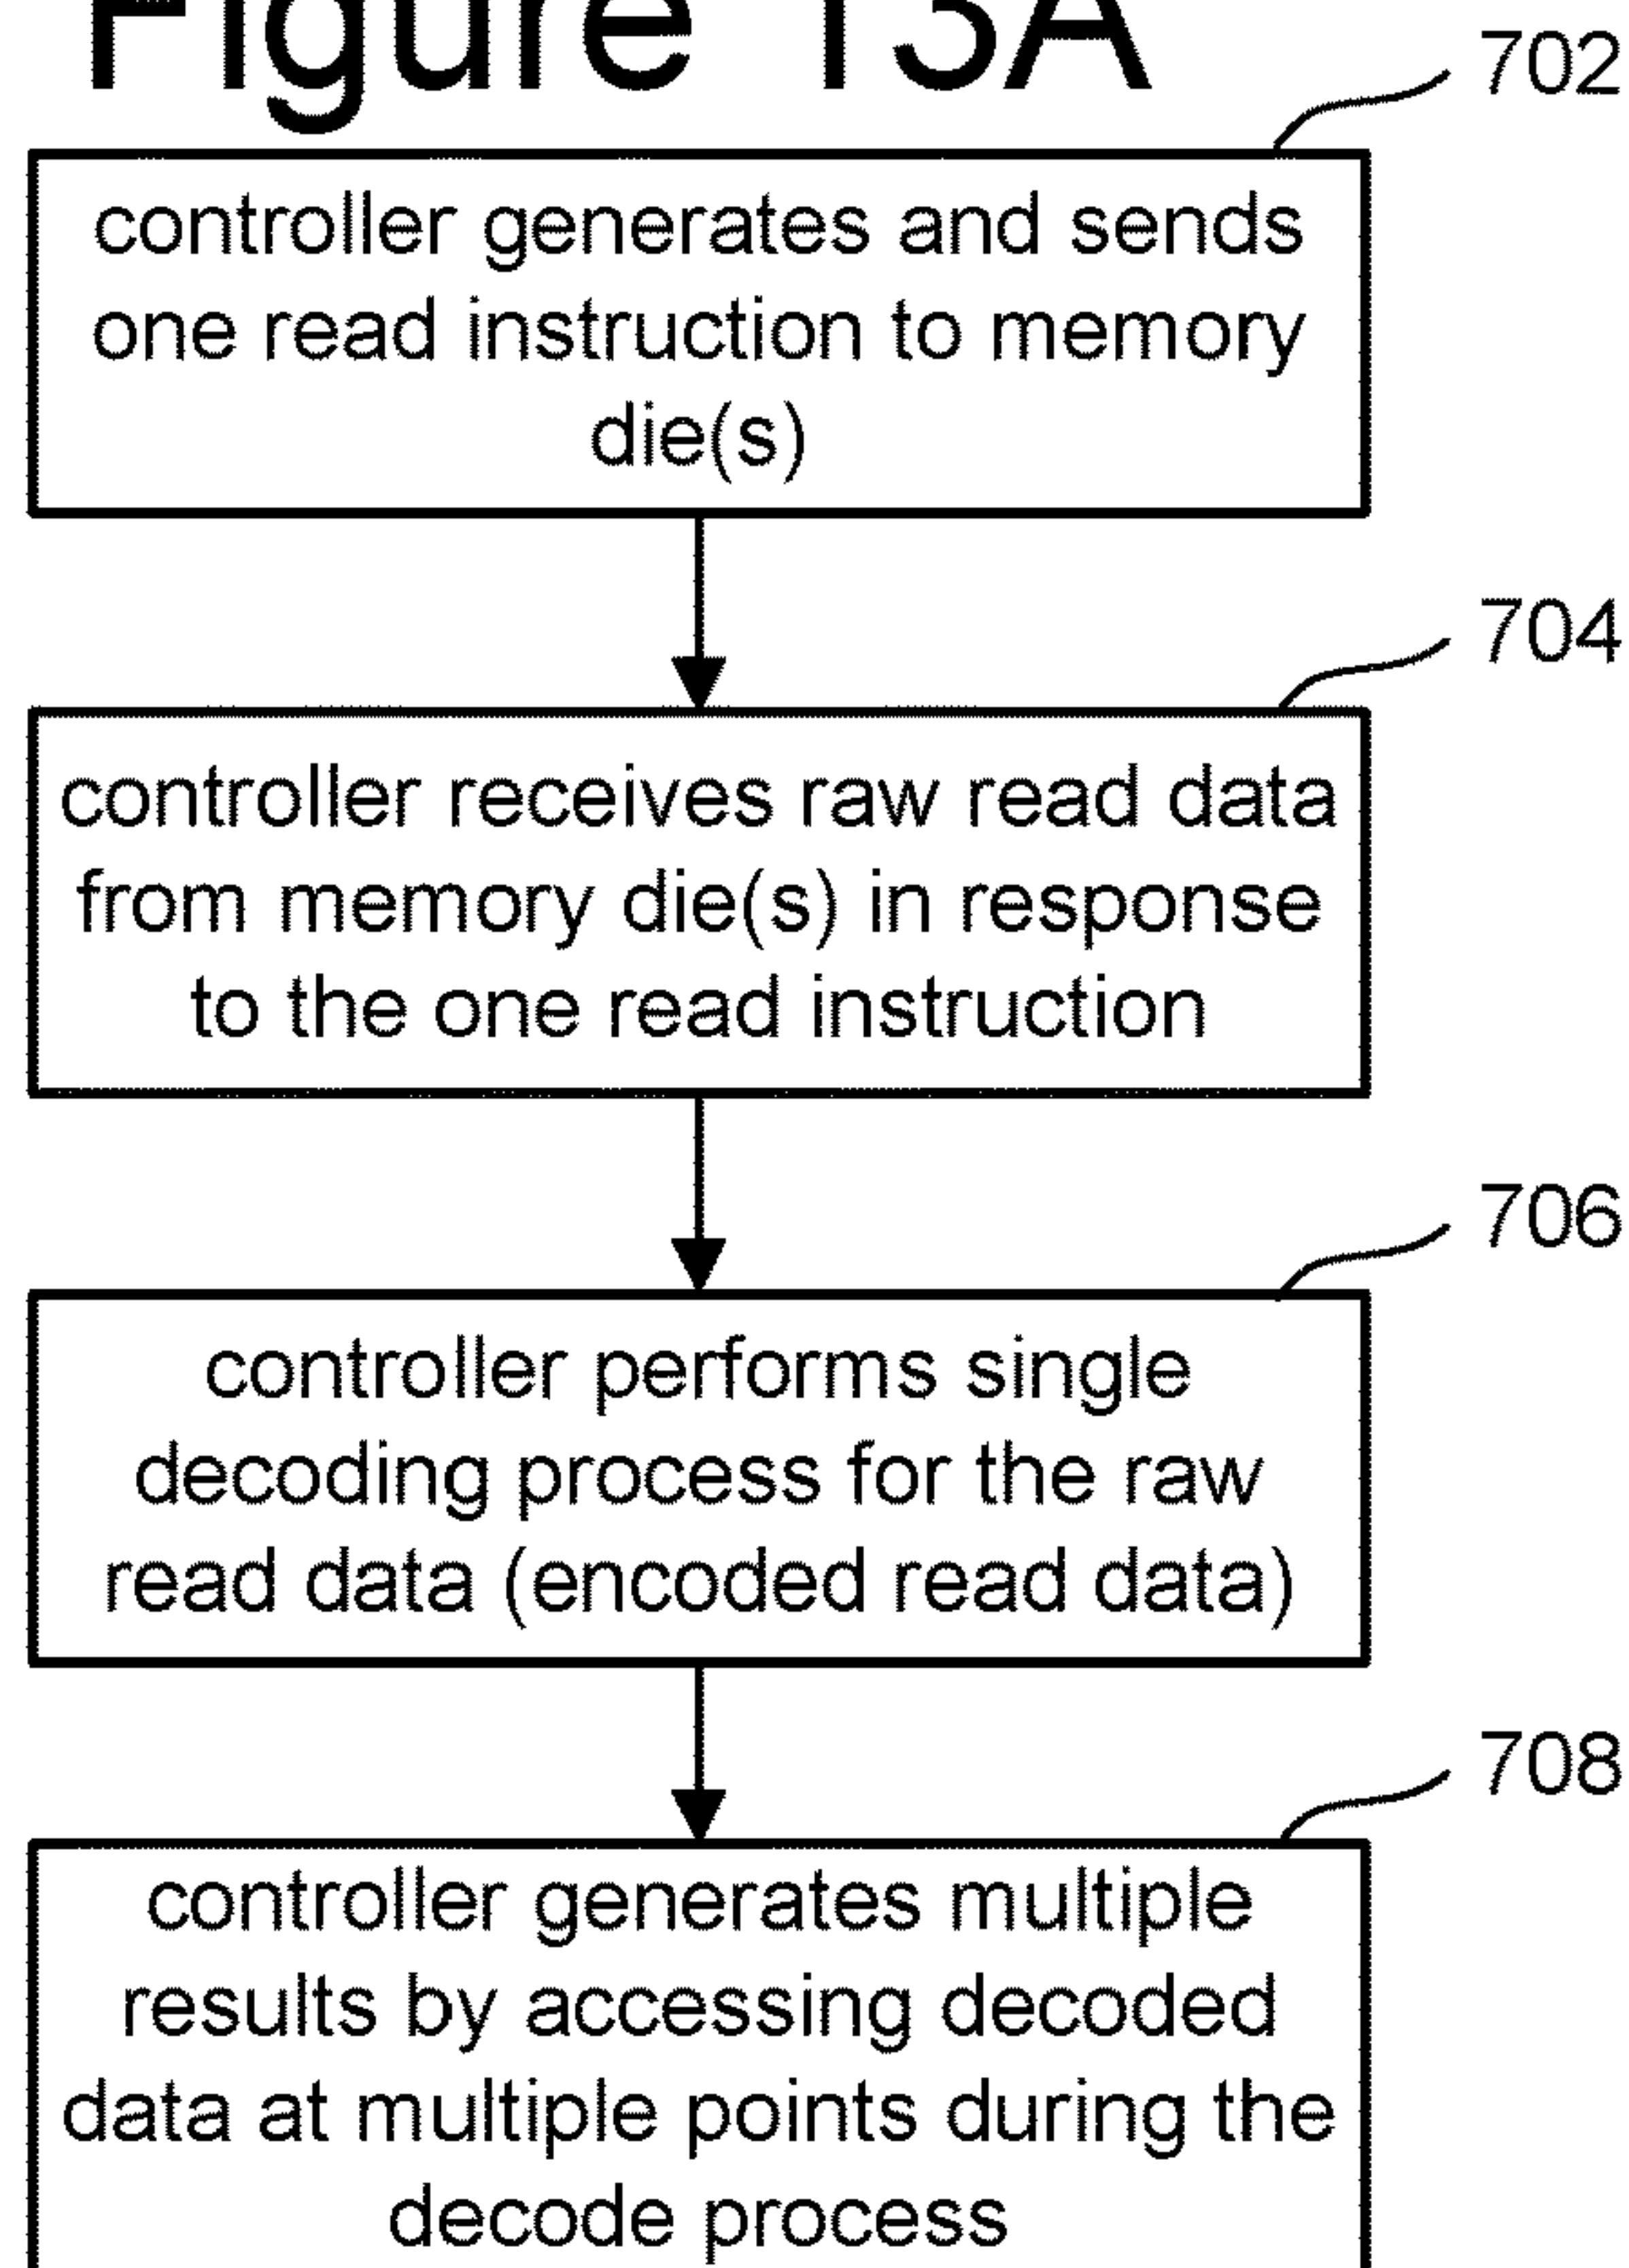 Figure 13A
702
controller generates and sends
one read instruction to memory
die(s)
704
controller receives raw read data
from memory die(s) in response
to the one read instruction
706
controller performs single
decoding process for the raw
read data (encoded read data)
708
controller generates multiple
results by accessing decoded
data at multiple points during the
decode process